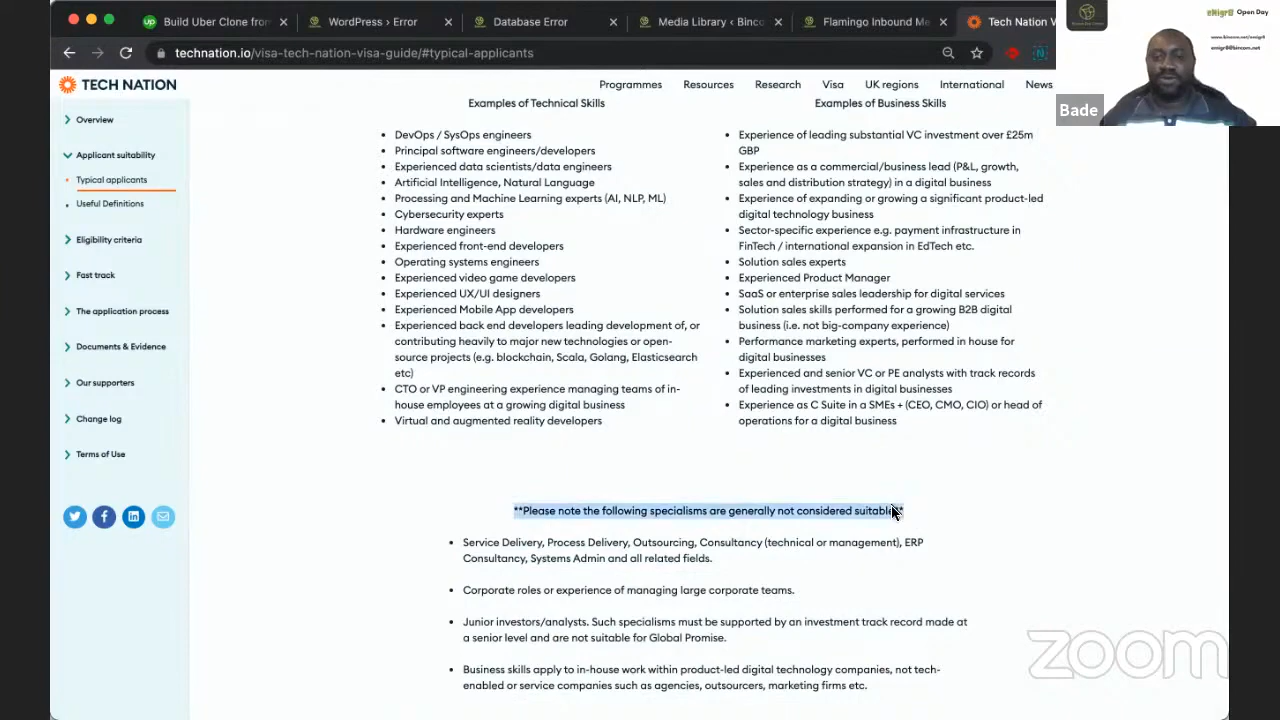 Build Uber Clone from
WordPress › Error
Media Library ‹ Binco
Flamingo Inbound Me
Tech Nation V
technation.io/visa-tech-nation-visa-guide/#typical-applica
eMigr8 Open Day
www.bincom.net/emigr8
emigr8@bincom.net
Bade
TECH NATION
Programmes
Resources
Research
Visa
UK regions
International
News
Overview
Applicant suitability
Typical applicants
Useful Definitions
Eligibility criteria
Fast track
The application process
Documents & Evidence
Our supporters
Change log
Terms of Use
Examples of Technical Skills
• DevOps / SysOps engineers
• Principal software engineers/developers
• Experienced data scientists/data engineers
• Artificial Intelligence, Natural Language
• Processing and Machine Learning experts (AI, NLP, ML)
• Cybersecurity experts
• Hardware engineers
• Experienced front-end developers
• Operating systems engineers
• Experienced video game developers
• Experienced UX/UI designers
• Experienced Mobile App developers
• Experienced back end developers leading development of, or
contributing heavily to major new technologies or open-
source projects (e.g. blockchain, Scala, Golang, Elasticsearch
etc)
• CTO or VP engineering experience managing teams of in-
house employees at a growing digital business
• Virtual and augmented reality developers
Examples of Business Skills
• Experience of leading substantial VC investment over £25m
GBP
• Experience as a commercial/business lead (P&L, growth,
sales and distribution strategy) in a digital business
• Experience of expanding or growing a significant product-led
digital technology business
• Sector-specific experience e.g. payment infrastructure in
FinTech / international expansion in EdTech etc.
• Solution sales experts
• Experienced Product Manager
• SaaS or enterprise sales leadership for digital services
• Solution sales skills performed for a growing B2B digital
business (i.e. not big-company experience)
• Performance marketing experts, performed in house for
digital businesses
• Experienced and senior VC or PE analysts with track records
of leading investments in digital businesses
• Experience as C Suite in a SMEs + (CEO, CMO, CIO) or head of
operations for a digital business
**Please note the following specialisms are generally not considered suitable**
• Service Delivery, Process Delivery, Outsourcing, Consultancy (technical or management), ERP
Consultancy, Systems Admin and all related fields.
• Corporate roles or experience of managing large corporate teams.
• Junior investors/analysts. Such specialisms must be supported by an investment track record made at
a senior level and are not suitable for Global Promise.
• Business skills apply to in-house work within product-led digital technology companies, not tech-
enabled or service companies such as agencies, outsourcers, marketing firms etc.
zoom